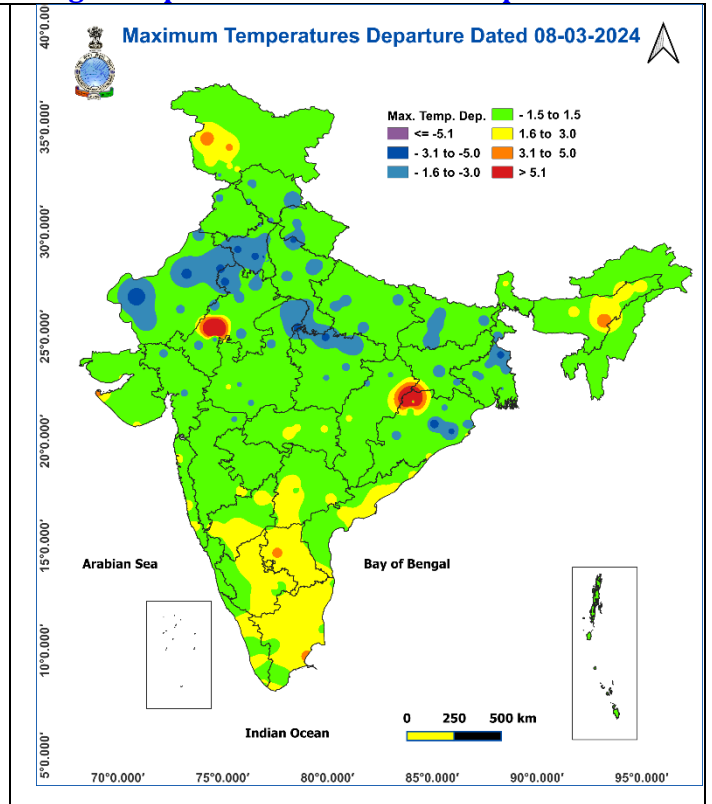 Maximum Temperatures Departure Dated 08-03-2024
Max. Temp. Dep.
<= -5.1
- 3.1 to -5.0
- 1.6 to -3.0
- 1.5 to 1.5
1.6 to 3.0
3.1 to 5.0
> 5.1
40°0.000'
35°0.000'
30°0.000'
25°0.000'
20°0.000'
15°0.000'
10°0.000'
5°0.000'
Arabian Sea
Bay of Bengal
Indian Ocean
0 250 500 km
70°0.000' 75°0.000' 80°0.000' 85°0.000' 90°0.000' 95°0.000'